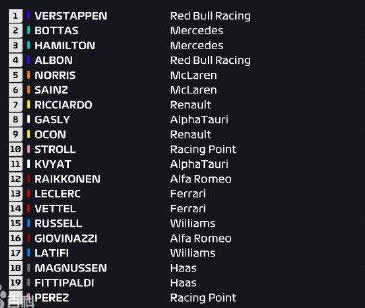 1 VERSTAPPEN Red Bull Racing
2 BOTTAS Mercedes
3 HAMILTON Mercedes
4 ALBON Red Bull Racing
5 NORRIS McLaren
6 SAINZ McLaren
7 RICCIARDO Renault
8 GASLY AlphaTauri
9 OCON Renault
10 STROLL Racing Point
11 KVYAT AlphaTauri
12 RAIKKONEN Alfa Romeo
13 LECLERC Ferrari
14 VETTEL Ferrari
15 RUSSELL Williams
16 GIOVINAZZI Alfa Romeo
17 LATIFI Williams
18 MAGNUSSEN Haas
19 FITTIPALDI Haas
PEREZ Racing Point